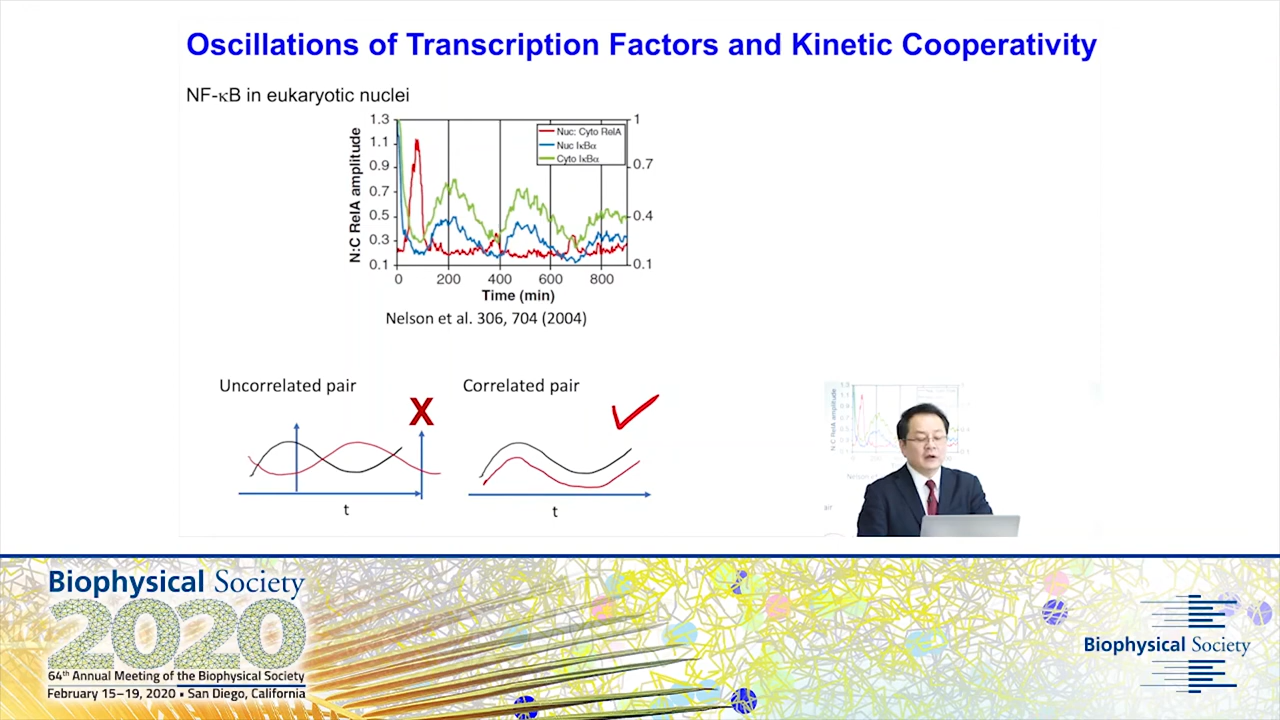 Oscillations of Transcription Factors and Kinetic Cooperativity
NF-κB in eukaryotic nuclei
N:C RelA amplitude
1.3
1.1
0.9
0.7
0.5
0.3
0.1
1
0.7
0.4
0.1
Nuc: Cyto RelA
Nuc IκBα
Cyto IκBα
0 200 400 600 800
Time (min)
Nelson et al. 306, 704 (2004)
Uncorrelated pair
X
t
Correlated pair
t
N:C RelA amplitude
Biophysical Society
2020
64th Annual Meeting of the Biophysical Society
February 15–19, 2020 • San Diego, California
Biophysical Society